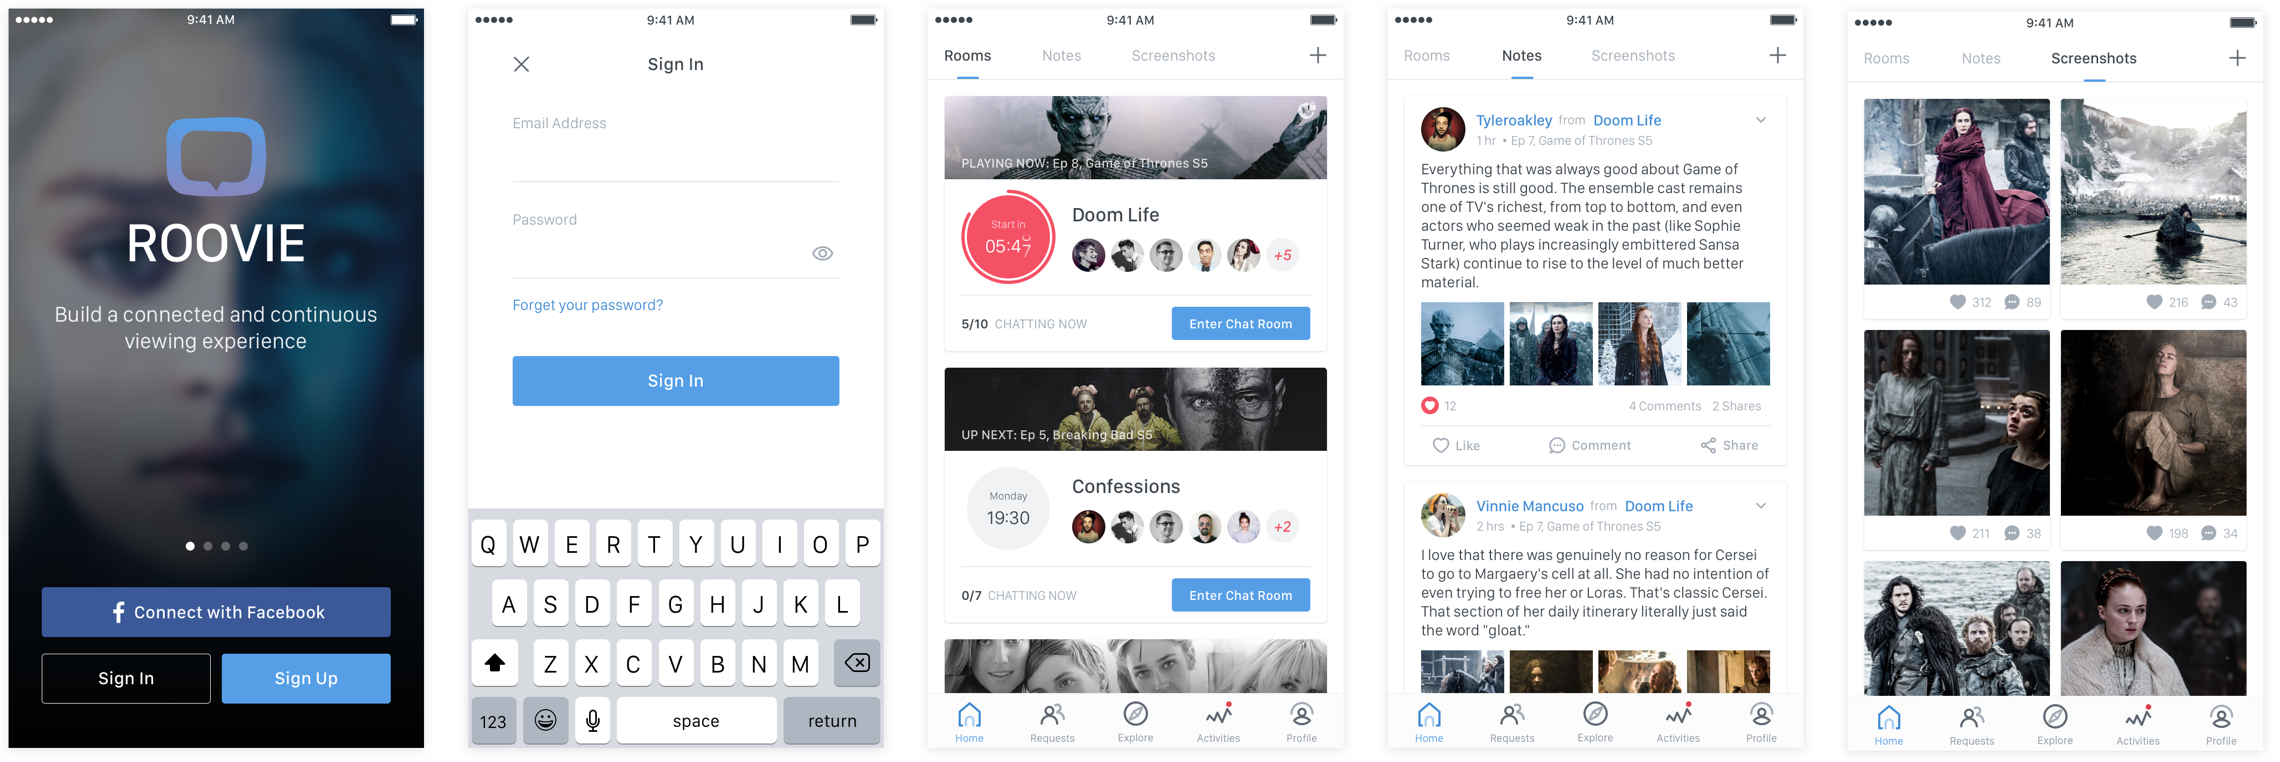 9:41 AM
ROOVIE
Build a connected and continuous
viewing experience
Connect with Facebook
Sign In
Sign Up
9:41 AM
Sign In
Email Address
Password
Forget your password?
Sign In
Q W E R T Y U I O P
A S D F G H J K L
Z X C V B N M
123 space return
9:41 AM
Rooms Notes Screenshots
PLAYING NOW: Ep 8, Game of Thrones S5
Start in
05:4
Doom Life
+5
5/10 CHATTING NOW
Enter Chat Room
UP NEXT: Ep 5, Breaking Bad S5
Monday
19:30
Confessions
+2
0/7 CHATTING NOW
Enter Chat Room
Home Requests Explore Activities Profile
9:41 AM
Rooms Notes Screenshots
Tyleroakley from Doom Life
1 hr • Ep 7, Game of Thrones S5
Everything that was always good about Game of
Thrones is still good. The ensemble cast remains
one of TV's richest, from top to bottom, and even
actors who seemed weak in the past (like Sophie
Turner, who plays increasingly embittered Sansa
Stark) continue to rise to the level of much better
material.
12 4 Comments 2 Shares
Like Comment Share
Vinnie Mancuso from Doom Life
2 hrs • Ep 7, Game of Thrones S5
I love that there was genuinely no reason for Cersei
to go to Margaery's cell at all. She had no intention of
even trying to free her or Loras. That's classic Cersei.
That section of her daily itinerary literally just said
the word "gloat."
Home Requests Explore Activities Profile
9:41 AM
Rooms Notes Screenshots
312 89
216 43
211 38
198 34
Home Requests Explore Activities Profile